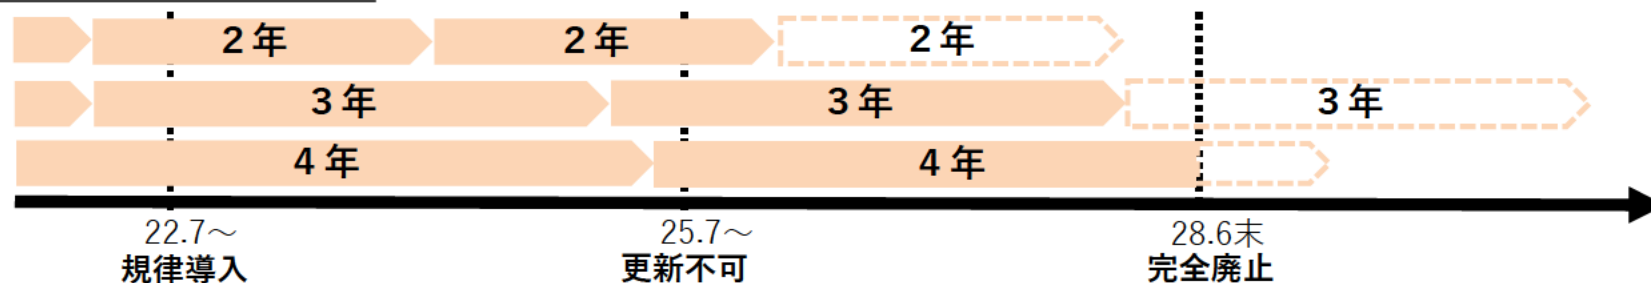 ２年 ２年 ２年
３年 ３年 ３年
４年 ４年
22.7～ 25.7～ 28.6末
規律導入 更新不可 完全廃止